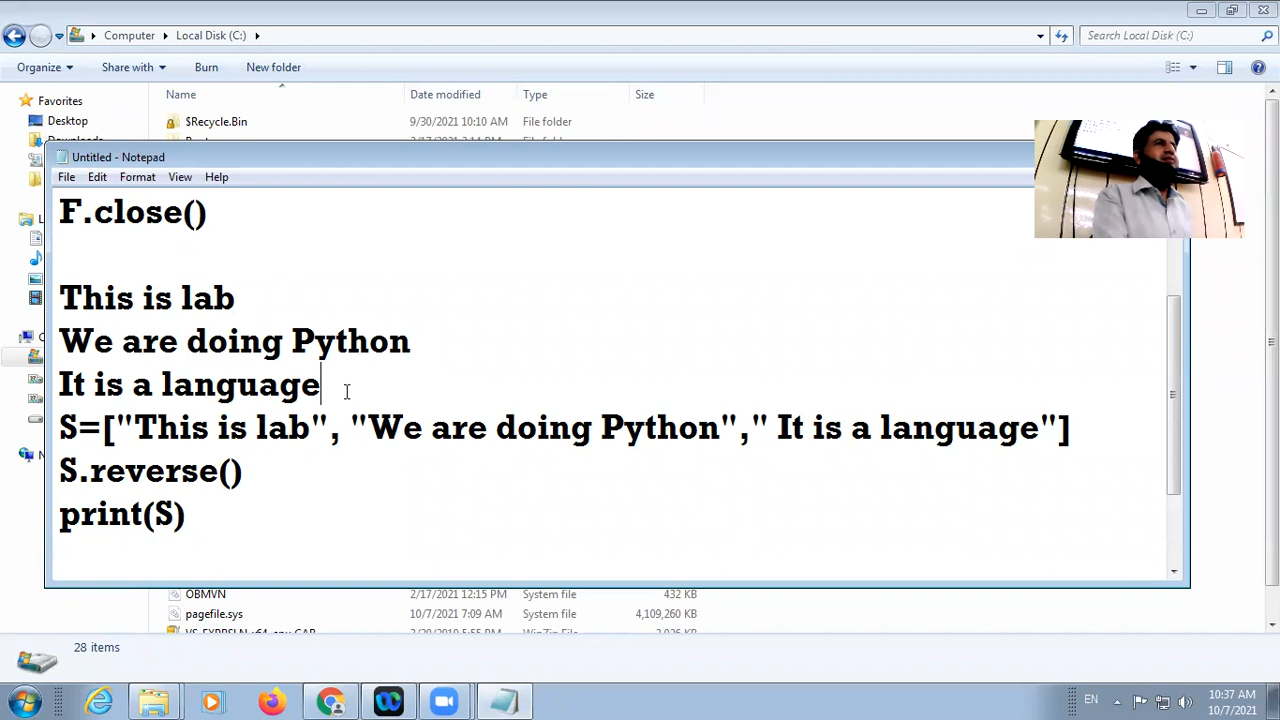 Computer Local Disk (C:)
Search Local Disk (C:)
Organize Share with Burn New folder
Name Date modified Type Size
Favorites
Desktop
Downloads
$Recycle.Bin 9/30/2021 10:10 AM File folder
Untitled - Notepad
File Edit Format View Help
F.close()
This is lab
We are doing Python
It is a language
S=["This is lab", "We are doing Python"," It is a language"]
S.reverse()
print(S)
OBMVN 2/17/2021 12:15 PM System file 432 KB
pagefile.sys 10/7/2021 7:09 AM System file 4,109,260 KB
28 items
EN
10:37 AM
10/7/2021